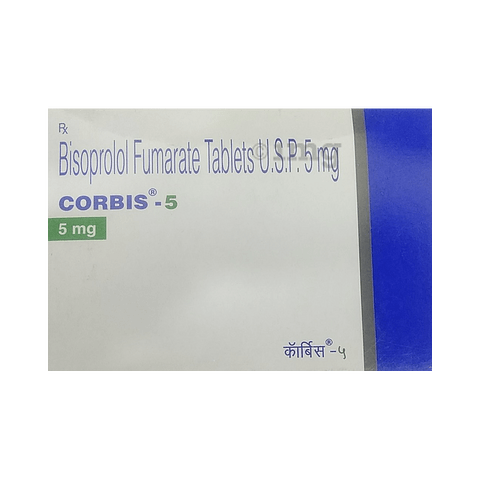 Rx
Bisoprolol Fumarate Tablets U.S.P. 5 mg
CORBIS®-5
5 mg
कॉर्बिस®-५